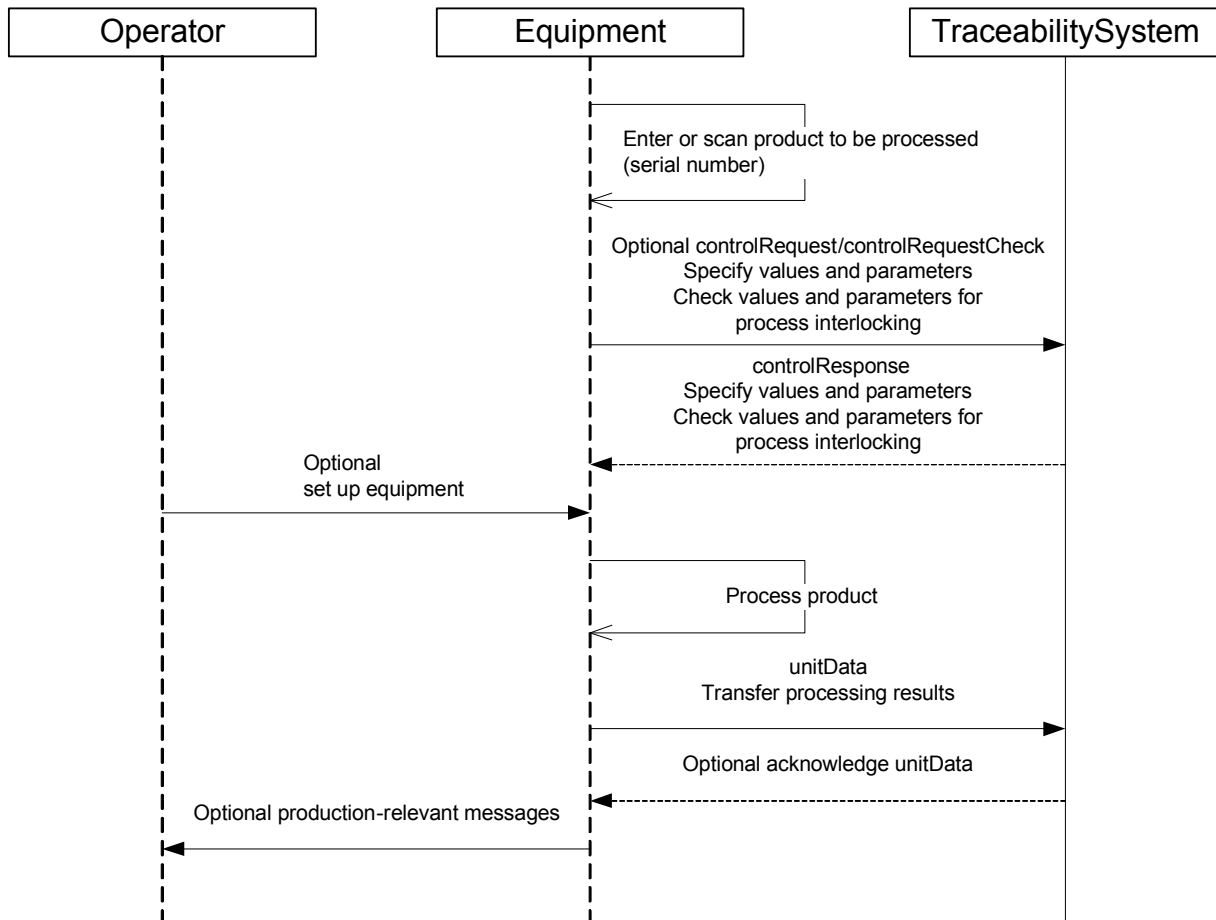 Operator
Equipment
TraceabilitySystem
Enter or scan product to be processed
(serial number)
Optional controlRequest/controlRequestCheck
Specify values and parameters
Check values and parameters for
process interlocking
controlResponse
Specify values and parameters
Check values and parameters for
process interlocking
Optional
set up equipment
Process product
unitData
Transfer processing results
Optional acknowledge unitData
Optional production-relevant messages